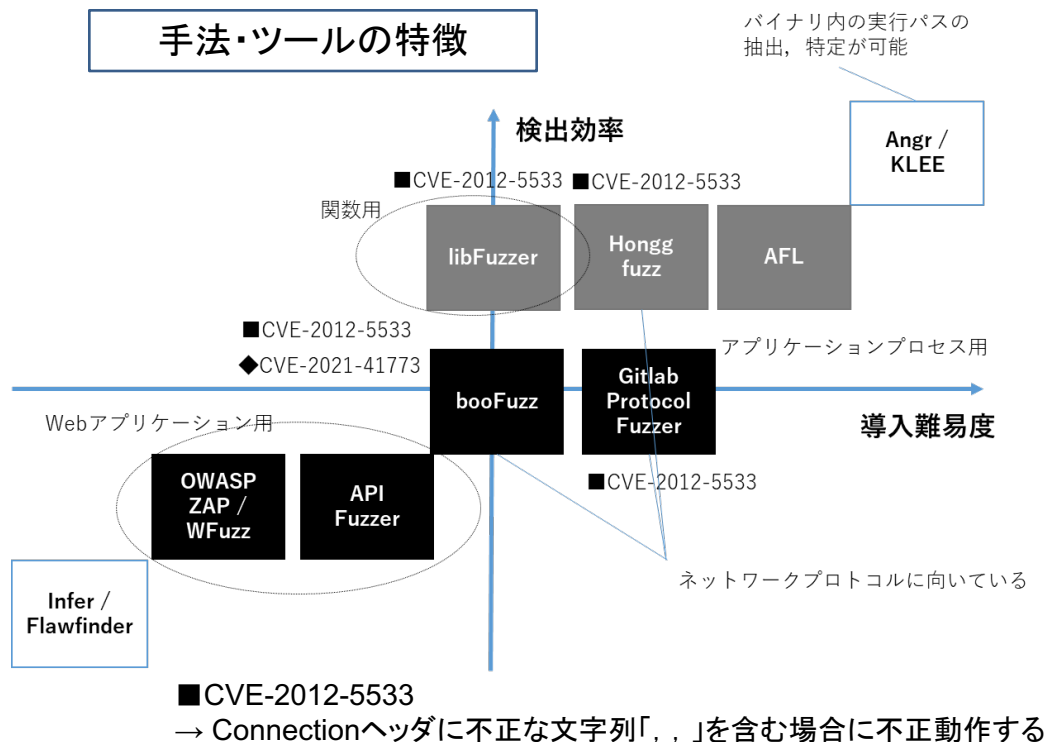 手法・ツールの特徴
バイナリ内の実行パスの
抽出，特定が可能
検出効率
Angr /
KLEE
■CVE-2012-5533
■CVE-2012-5533
関数用
libFuzzer
Hongg
fuzz
AFL
■CVE-2012-5533
◆CVE-2021-41773
アプリケーションプロセス用
booFuzz
Gitlab
Protocol
Fuzzer
導入難易度
Webアプリケーション用
OWASP
ZAP /
WFuzz
API
Fuzzer
■CVE-2012-5533
ネットワークプロトコルに向いている
Infer /
Flawfinder
■CVE-2012-5533
→ Connectionヘッダに不正な文字列「, , 」を含む場合に不正動作する